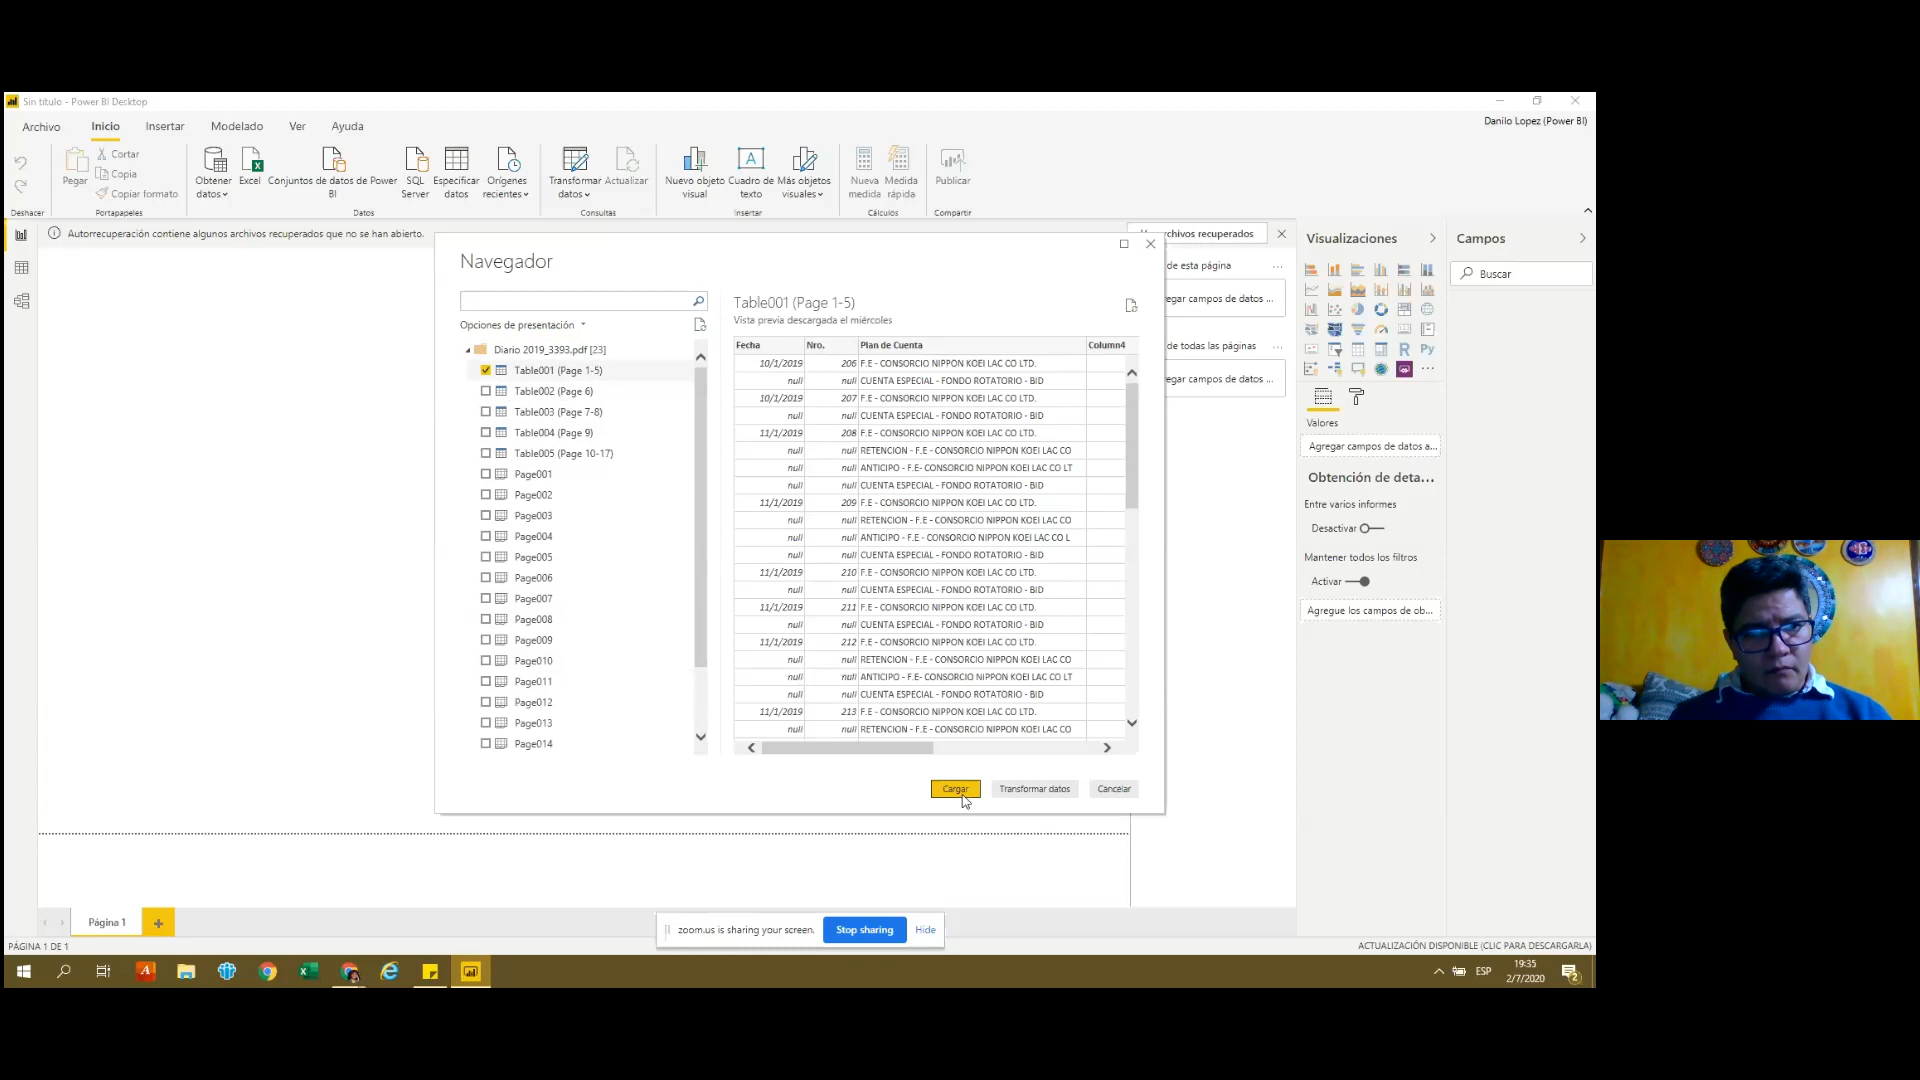 Sin título - Power BI Desktop
Danilo Lopez (Power BI)
Archivo Inicio Insertar Modelado Ver Ayuda
Pegar
Cortar
Copia
Copiar formato
Obtener datos
Excel
Conjuntos de datos de Power BI
SQL Server
Especificar datos
Orígenes recientes
Transformar datos
Actualizar
Nuevo objeto visual
Cuadro de texto
Más objetos visuales
Nueva medida
Medida rápida
Publicar
Deshacer Portapapeles Datos Consultas Insertar Cálculos Compartir
Autorrecuperación contiene algunos archivos recuperados que no se han abierto.
archivos recuperados
de esta página
egar campos de datos ...
de todas las páginas
egar campos de datos ...
Navegador
Opciones de presentación
Diario 2019_3393.pdf [23]
Table001 (Page 1-5)
Table002 (Page 6)
Table003 (Page 7-8)
Table004 (Page 9)
Table005 (Page 10-17)
Page001
Page002
Page003
Page004
Page005
Page006
Page007
Page008
Page009
Page010
Page011
Page012
Page013
Page014
Table001 (Page 1-5)
Vista previa descargada el miércoles
Fecha Nro. Plan de Cuenta Column4
10/1/2019 206 F.E - CONSORCIO NIPPON KOEI LAC CO LTD.
null null CUENTA ESPECIAL - FONDO ROTATORIO - BID
10/1/2019 207 F.E - CONSORCIO NIPPON KOEI LAC CO LTD.
null null CUENTA ESPECIAL - FONDO ROTATORIO - BID
11/1/2019 208 F.E - CONSORCIO NIPPON KOEI LAC CO LTD.
null null RETENCION - F.E - CONSORCIO NIPPON KOEI LAC CO
null null ANTICIPO - F.E- CONSORCIO NIPPON KOEI LAC CO LT
null null CUENTA ESPECIAL - FONDO ROTATORIO - BID
11/1/2019 209 F.E - CONSORCIO NIPPON KOEI LAC CO LTD.
null null RETENCION - F.E - CONSORCIO NIPPON KOEI LAC CO
null null ANTICIPO - F.E - CONSORCIO NIPPON KOEI LAC CO L
null null CUENTA ESPECIAL - FONDO ROTATORIO - BID
11/1/2019 210 F.E - CONSORCIO NIPPON KOEI LAC CO LTD.
null null CUENTA ESPECIAL - FONDO ROTATORIO - BID
11/1/2019 211 F.E - CONSORCIO NIPPON KOEI LAC CO LTD.
null null CUENTA ESPECIAL - FONDO ROTATORIO - BID
11/1/2019 212 F.E - CONSORCIO NIPPON KOEI LAC CO LTD.
null null RETENCION - F.E - CONSORCIO NIPPON KOEI LAC CO
null null ANTICIPO - F.E- CONSORCIO NIPPON KOEI LAC CO LT
null null CUENTA ESPECIAL - FONDO ROTATORIO - BID
11/1/2019 213 F.E - CONSORCIO NIPPON KOEI LAC CO LTD.
null null RETENCION - F.E - CONSORCIO NIPPON KOEI LAC CO
Cargar Transformar datos Cancelar
Visualizaciones
R Py
Valores
Agregar campos de datos a...
Obtención de deta...
Entre varios informes
Desactivar
Mantener todos los filtros
Activar
Agregue los campos de ob...
Campos
Buscar
Página 1
PÁGINA 1 DE 1
zoom.us is sharing your screen. Stop sharing Hide
ACTUALIZACIÓN DISPONIBLE (CLIC PARA DESCARGARLA)
ESP
19:35
2/7/2020
2